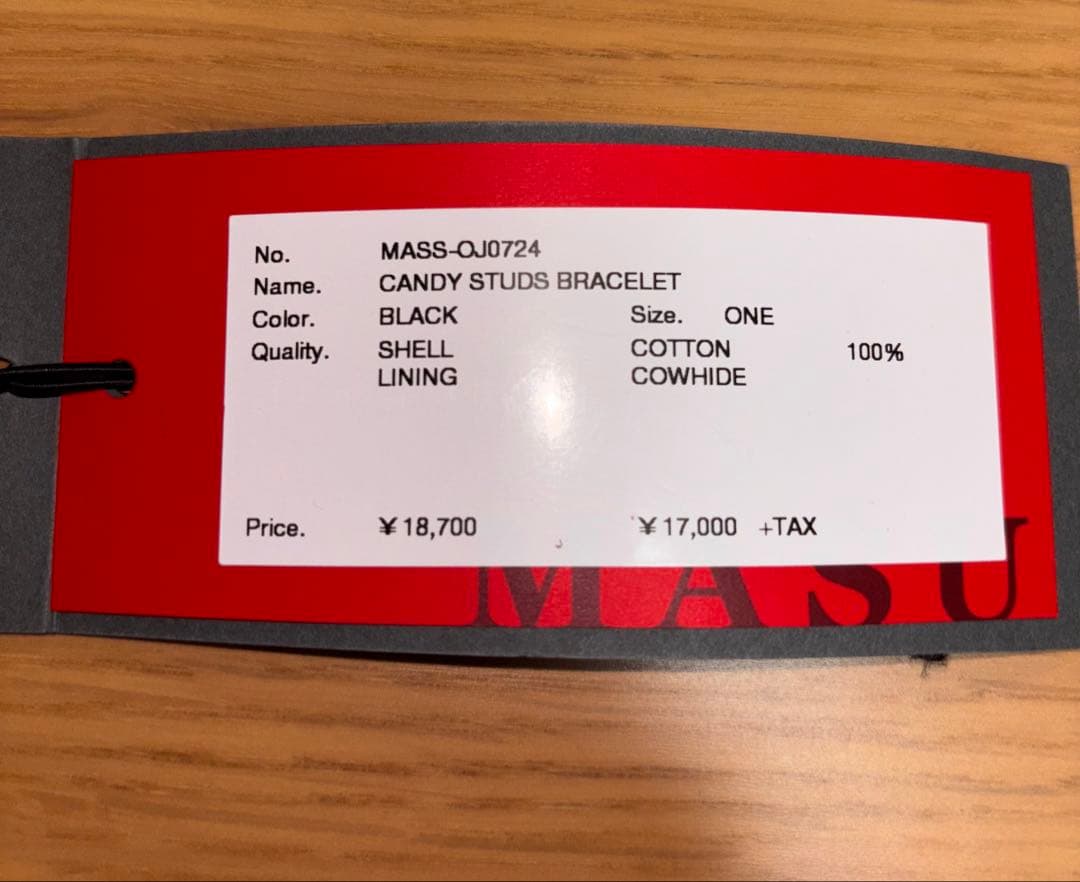 No. MASS-OJ0724
Name. CANDY STUDS BRACELET
Color. BLACK Size. ONE
Quality. SHELL COTTON 100%
LINING COWHIDE
Price. ¥18,700 ¥17,000 +TAX
MASU